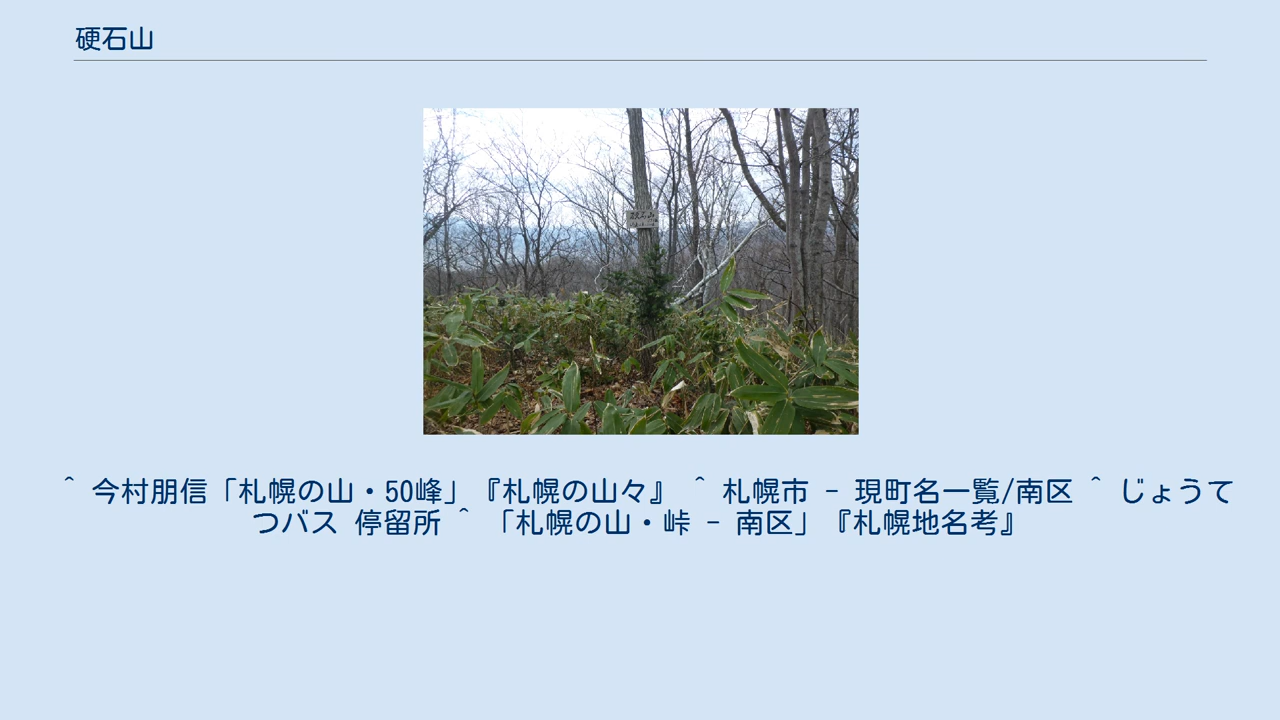 硬石山
^ 今村朋信「札幌の山・50峰」『札幌の山々』 ^ 札幌市 - 現町名一覧/南区 ^ じょうて
つバス 停留所 ^ 「札幌の山・峠 - 南区」『札幌地名考』